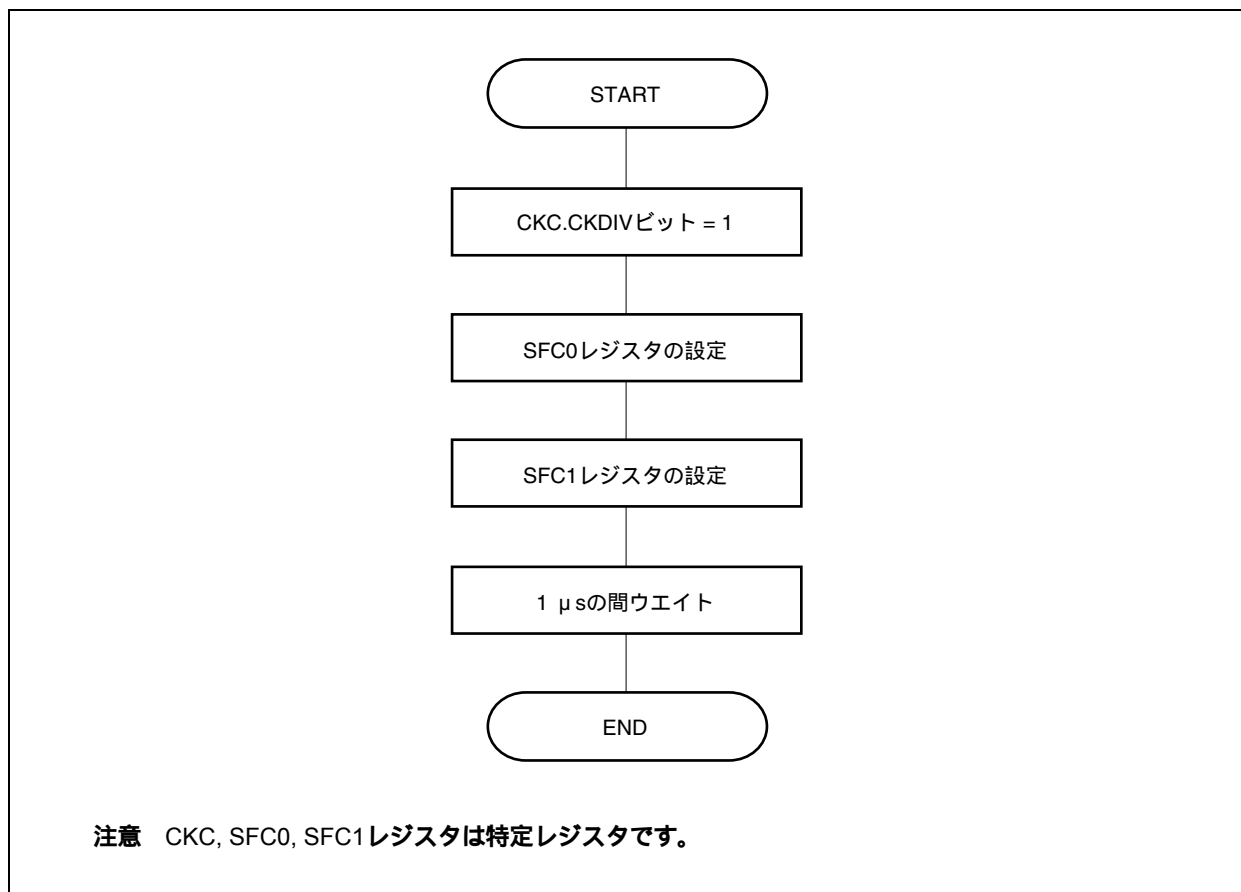 START
CKC.CKDIVビット = 1
SFC0レジスタの設定
SFC1レジスタの設定
1 μsの間ウエイト
END
注意 CKC, SFC0, SFC1レジスタは特定レジスタです。